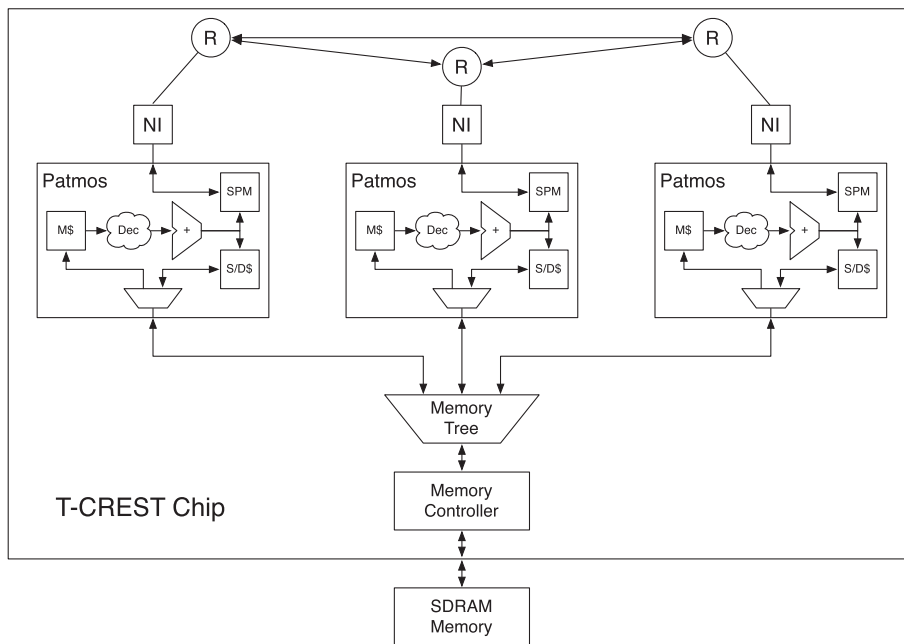 R
R
R
NI
NI
NI
Patmos
SPM
M$
Dec
+
S/D$
Patmos
SPM
M$
Dec
+
S/D$
Patmos
SPM
M$
Dec
+
S/D$
Memory
Tree
Memory
Controller
T-CREST Chip
SDRAM
Memory